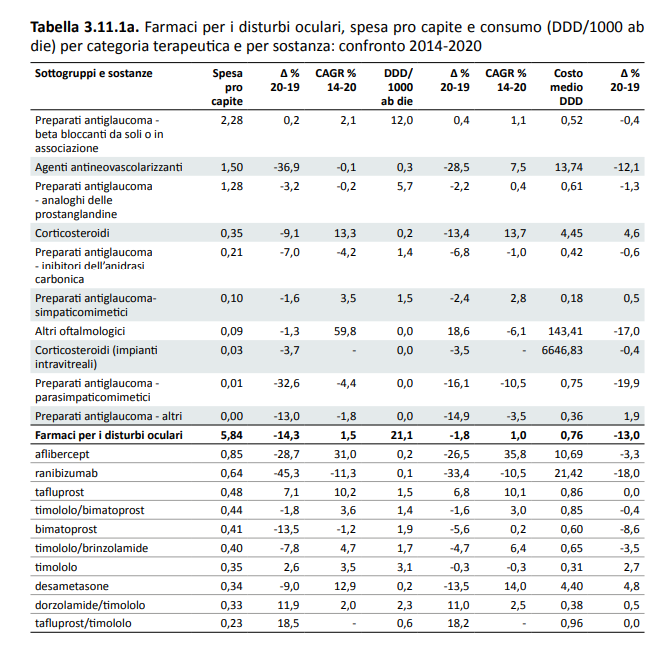 Tabella 3.11.1a. Farmaci per i disturbi oculari, spesa pro capite e consumo (DDD/1000 ab
die) per categoria terapeutica e per sostanza: confronto 2014-2020
Sottogruppi e sostanze Spesa Δ % CAGR % DDD/ Δ % CAGR % Costo Δ %
pro 20-19 14-20 1000 20-19 14-20 medio 20-19
capite ab die DDD
Preparati antiglaucoma - 2,28 0,2 2,1 12,0 0,4 1,1 0,52 -0,4
beta bloccanti da soli o in
associazione
Agenti antineovascolarizzanti 1,50 -36,9 -0,1 0,3 -28,5 7,5 13,74 -12,1
Preparati antiglaucoma 1,28 -3,2 -0,2 5,7 -2,2 0,4 0,61 -1,3
- analoghi delle
prostanglandine
Corticosteroidi 0,35 -9,1 13,3 0,2 -13,4 13,7 4,45 4,6
Preparati antiglaucoma 0,21 -7,0 -4,2 1,4 -6,8 -1,0 0,42 -0,6
- inibitori dell'anidrasi
carbonica
Preparati antiglaucoma- 0,10 -1,6 3,5 1,5 -2,4 2,8 0,18 0,5
simpaticomimetici
Altri oftalmologici 0,09 -1,3 59,8 0,0 18,6 -6,1 143,41 -17,0
Corticosteroidi (impianti 0,03 -3,7 - 0,0 -3,5 - 6646,83 -0,4
intravitreali)
Preparati antiglaucoma - 0,01 -32,6 -4,4 0,0 -16,1 -10,5 0,75 -19,9
parasimpaticomimetici
Preparati antiglaucoma - altri 0,00 -13,0 -1,8 0,0 -14,9 -3,5 0,36 1,9
Farmaci per i disturbi oculari 5,84 -14,3 1,5 21,1 -1,8 1,0 0,76 -13,0
aflibercept 0,85 -28,7 31,0 0,2 -26,5 35,8 10,69 -3,3
ranibizumab 0,64 -45,3 -11,3 0,1 -33,4 -10,5 21,42 -18,0
tafluprost 0,48 7,1 10,2 1,5 6,8 10,1 0,86 0,0
timololo/bimatoprost 0,44 -1,8 3,6 1,4 -1,6 3,0 0,85 -0,4
bimatoprost 0,41 -13,5 -1,2 1,9 -5,6 0,2 0,60 -8,6
timololo/brinzolamide 0,40 -7,8 4,7 1,7 -4,7 6,4 0,65 -3,5
timololo 0,35 2,6 3,5 3,1 -0,3 -0,3 0,31 2,7
desametasone 0,34 -9,0 12,9 0,2 -13,5 14,0 4,40 4,8
dorzolamide/timololo 0,33 11,9 2,0 2,3 11,0 2,5 0,38 0,5
tafluprost/timololo 0,23 18,5 - 0,6 18,2 - 0,96 0,0